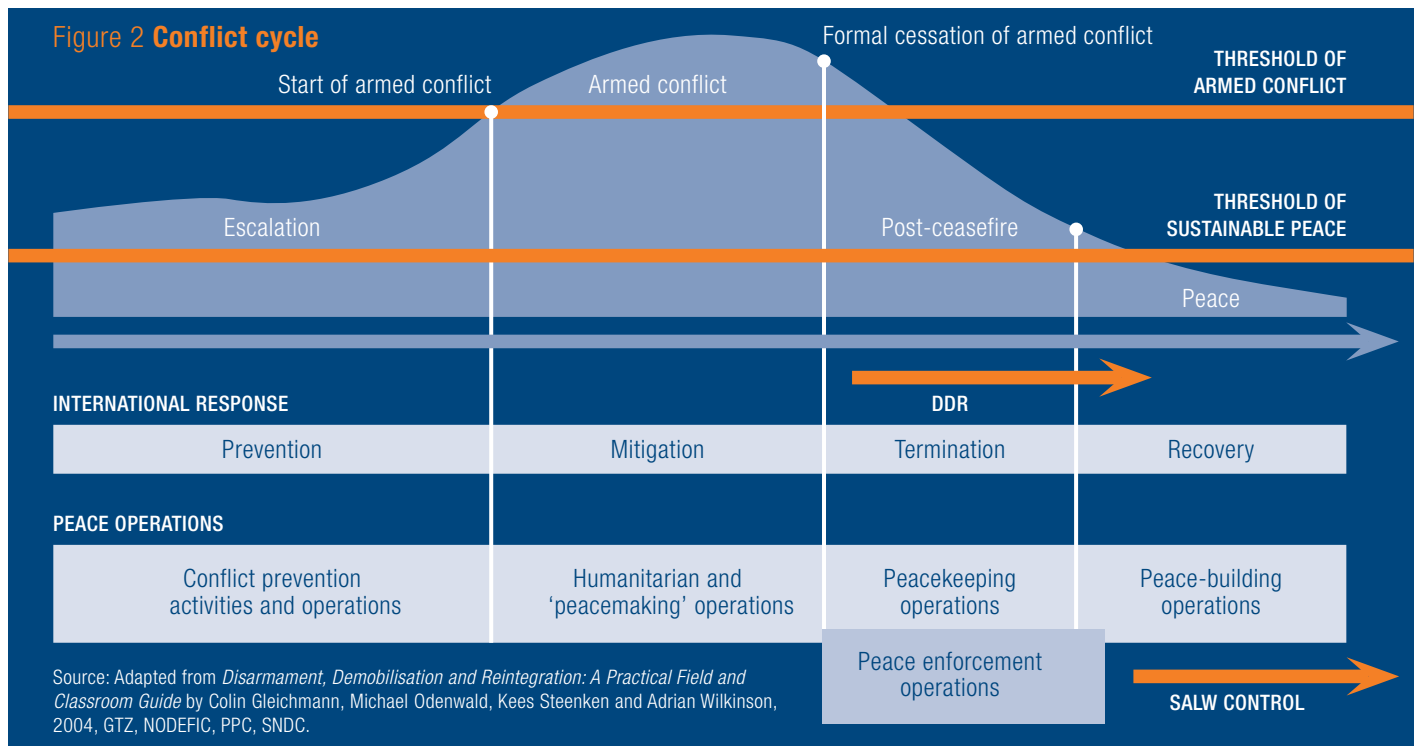 Figure 2 Conflict cycle
Formal cessation of armed conflict
THRESHOLD OF
ARMED CONFLICT
Start of armed conflict
Armed conflict
THRESHOLD OF
SUSTAINABLE PEACE
Escalation
Post-ceasefire
Peace
INTERNATIONAL RESPONSE
DDR
Prevention
Mitigation
Termination
Recovery
PEACE OPERATIONS
Conflict prevention
activities and operations
Humanitarian and
‘peacemaking’ operations
Peacekeeping
operations
Peace-building
operations
Peace enforcement
operations
SALW CONTROL
Source: Adapted from Disarmament, Demobilisation and Reintegration: A Practical Field and
Classroom Guide by Colin Gleichmann, Michael Odenwald, Kees Steenken and Adrian Wilkinson,
2004, GTZ, NODEFIC, PPC, SNDC.